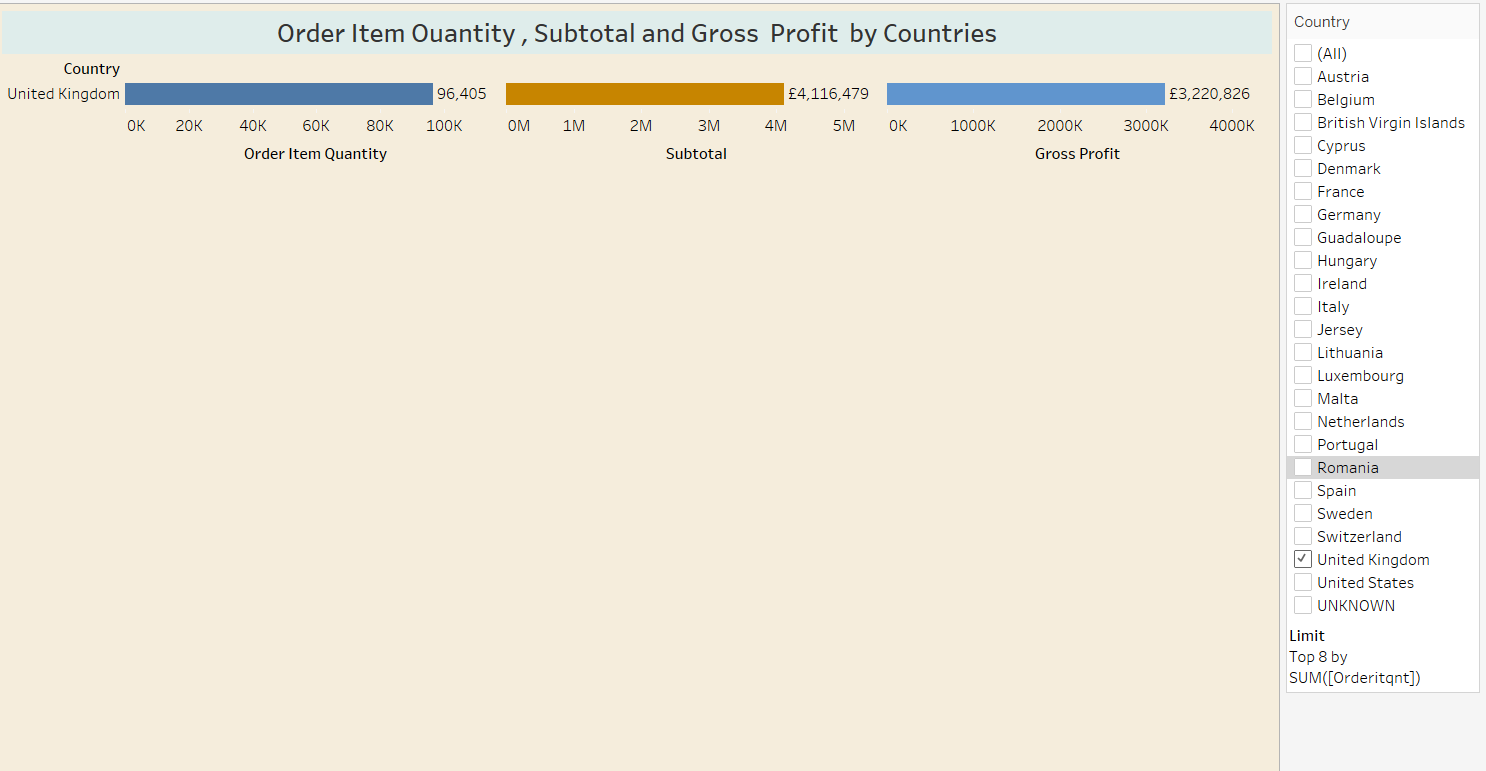 Order Item Ouantity , Subtotal and Gross  Profit  by Countries
Country
United Kingdom 96,405 £4,116,479 £3,220,826
0K 20K 40K 60K 80K 100K 0M 1M 2M 3M 4M 5M 0K 1000K 2000K 3000K 4000K
Order Item Quantity Subtotal Gross Profit
Country
(All)
Austria
Belgium
British Virgin Islands
Cyprus
Denmark
France
Germany
Guadaloupe
Hungary
Ireland
Italy
Jersey
Lithuania
Luxembourg
Malta
Netherlands
Portugal
Romania
Spain
Sweden
Switzerland
United Kingdom
United States
UNKNOWN
Limit
Top 8 by
SUM([Orderitqnt])